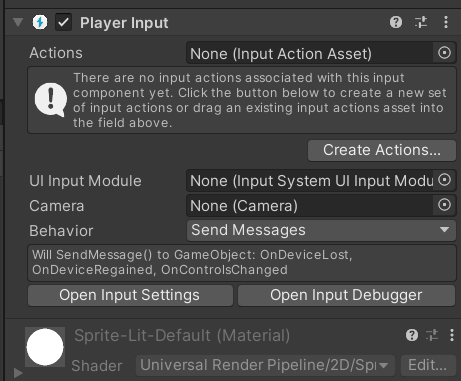 Player Input
Actions
None (Input Action Asset)
There are no input actions associated with this input
component yet. Click the button below to create a new set
of input actions or drag an existing input actions asset into
the field above.
Create Actions...
UI Input Module
None (Input System UI Input Modu
Camera
None (Camera)
Behavior
Send Messages
Will SendMessage() to GameObject: OnDeviceLost,
OnDeviceRegained, OnControlsChanged
Open Input Settings
Open Input Debugger
Sprite-Lit-Default (Material)
Shader
Universal Render Pipeline/2D/Spr
Edit...